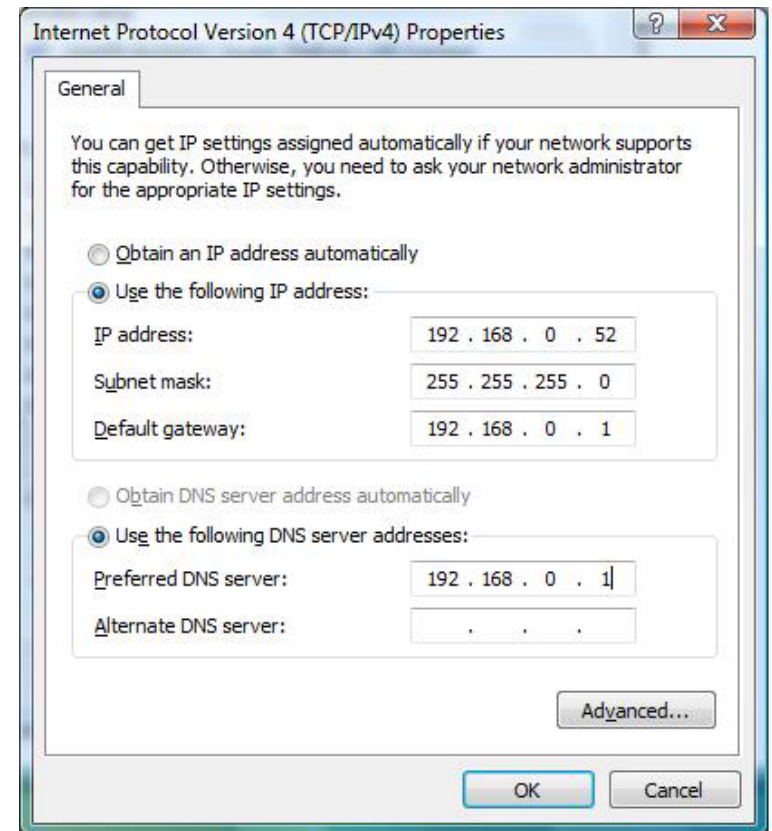 Internet Protocol Version 4 (TCP/IPv4) Properties
General
You can get IP settings assigned automatically if your network supports
this capability. Otherwise, you need to ask your network administrator
for the appropriate IP settings.
Obtain an IP address automatically
Use the following IP address:
IP address: 192 . 168 . 0 . 52
Subnet mask: 255 . 255 . 255 . 0
Default gateway: 192 . 168 . 0 . 1
Obtain DNS server address automatically
Use the following DNS server addresses:
Preferred DNS server: 192 . 168 . 0 . 1
Alternate DNS server: . . .
Advanced...
OK Cancel